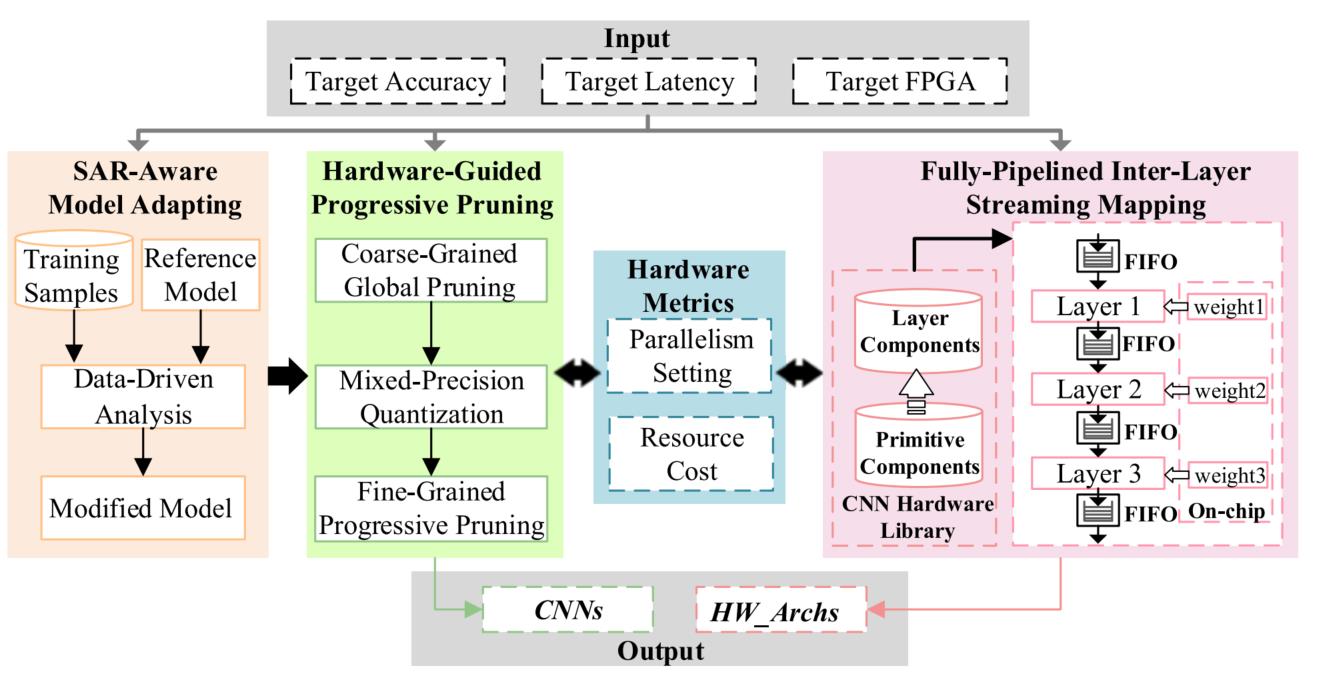 Input
Target Accuracy
Target Latency
Target FPGA
SAR-Aware
Model Adapting
Training
Samples
Reference
Model
Data-Driven
Analysis
Modified Model
Hardware-Guided
Progressive Pruning
Coarse-Grained
Global Pruning
Mixed-Precision
Quantization
Fine-Grained
Progressive Pruning
Hardware
Metrics
Parallelism
Setting
Resource
Cost
Fully-Pipelined Inter-Layer
Streaming Mapping
Layer
Components
Primitive
Components
CNN Hardware
Library
FIFO
Layer 1
weight1
FIFO
Layer 2
weight2
FIFO
Layer 3
weight3
FIFO
On-chip
CNNs
HW_Archs
Output